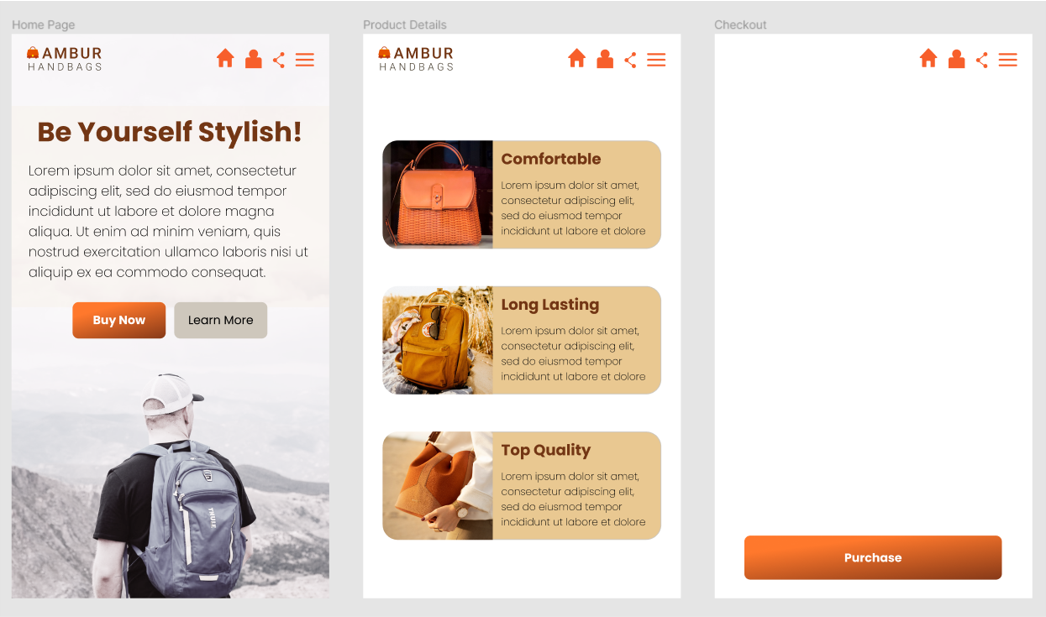 Home Page
AMBUR
HANDBAGS
Be Yourself Stylish!
Lorem ipsum dolor sit amet, consectetur
adipiscing elit, sed do eiusmod tempor
incididunt ut labore et dolore magna
aliqua. Ut enim ad minim veniam, quis
nostrud exercitation ullamco laboris nisi ut
aliquip ex ea commodo consequat.
Buy Now
Learn More
THULE
Product Details
AMBUR
HANDBAGS
Comfortable
Lorem ipsum dolor sit amet,
consectetur adipiscing elit,
sed do eiusmod tempor
incididunt ut labore et dolore
Long Lasting
Lorem ipsum dolor sit amet,
consectetur adipiscing elit,
sed do eiusmod tempor
incididunt ut labore et dolore
Top Quality
Lorem ipsum dolor sit amet,
consectetur adipiscing elit,
sed do eiusmod tempor
incididunt ut labore et dolore
Checkout
Purchase